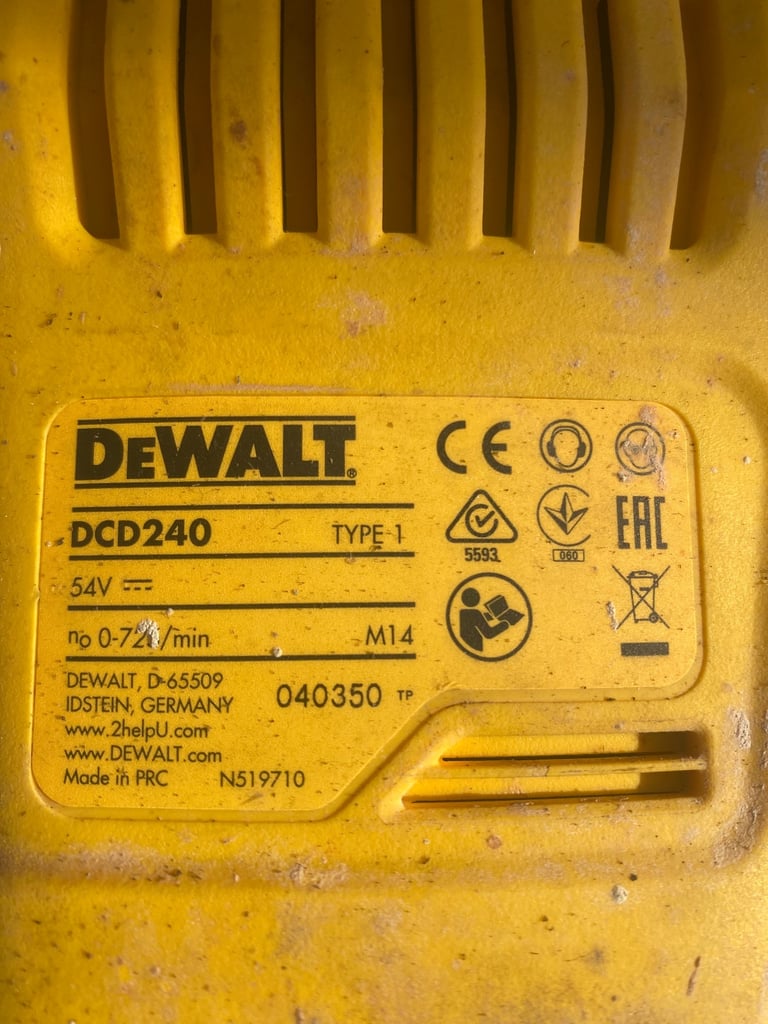 DEWALT®
DCD240 TYPE 1
54V
M14
DEWALT, D-65509
IDSTEIN, GERMANY
040350 TP
www.2helpU.com
www.DEWALT.com
Made in PRC N519710
CE
5593
060
EAC
n₀ /min